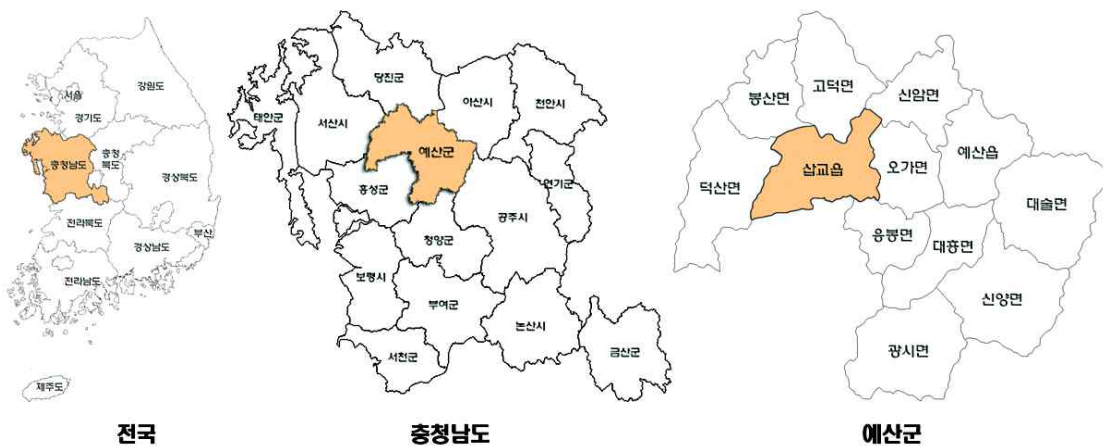 서울
강원도
경기도
충청남도
충청
북도
경상북도
전라북도
경상남도
부산
전라남도
제주도
전국
당진군
아산시
천안시
태안군
서산시
예산군
홍성군
연기군
공주시
청양군
보령시
부여군
논산시
서천군
금산군
충청남도
고덕면
봉산면
신암면
예산읍
삽교읍
오가면
덕산면
대술면
응봉면
대흥면
신양면
광시면
예산군